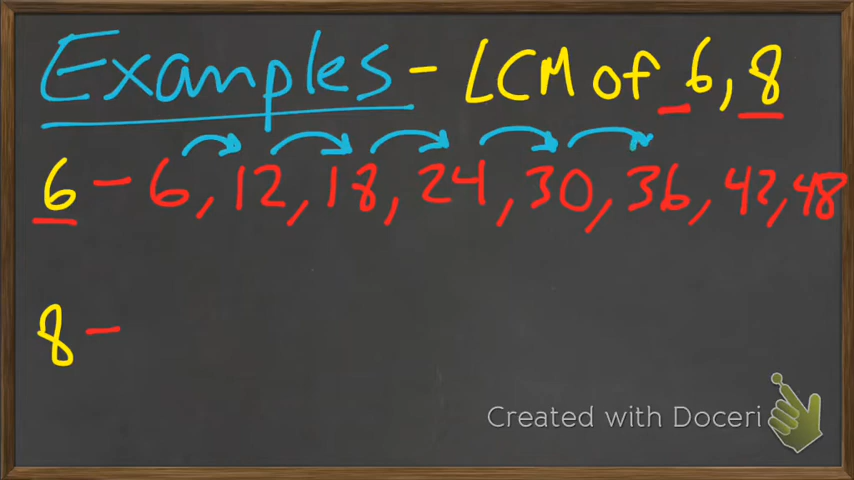 Examples - LCM of 6, 8
6 - 6, 12, 18, 24, 30, 36, 42, 48
8 -
Created with Doceri